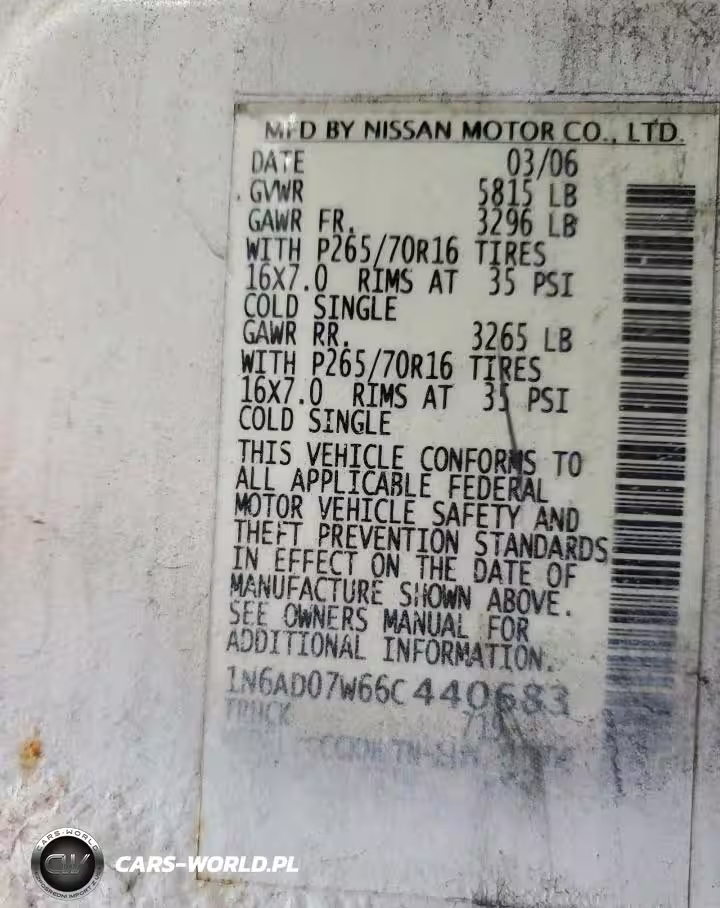 MFD BY NISSAN MOTOR CO., LTD.
DATE 03/06
GVWR 5815 LB
GAWR FR. 3296 LB
WITH P265/70R16 TIRES
16X7.0 RIMS AT 35 PSI
COLD SINGLE
GAWR RR. 3265 LB
WITH P265/70R16 TIRES
16X7.0 RIMS AT 35 PSI
COLD SINGLE
THIS VEHICLE CONFORMS TO
ALL APPLICABLE FEDERAL
MOTOR VEHICLE SAFETY AND
THEFT PREVENTION STANDARDS
IN EFFECT ON THE DATE OF
MANUFACTURE SHOWN ABOVE.
SEE OWNERS MANUAL FOR
ADDITIONAL INFORMATION.
1N6AD07W66C440683
TRUCK
CARS-WORLD
CW
CARS-WORLD.PL